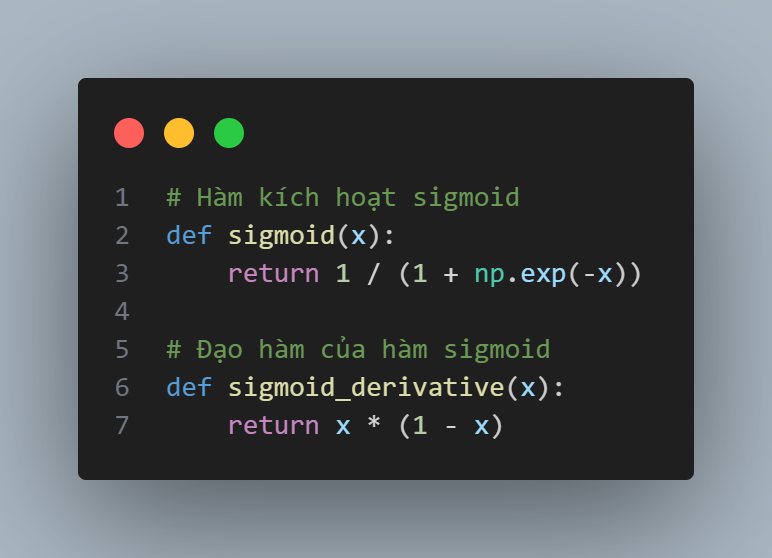 1 # Hàm kích hoạt sigmoid
2 def sigmoid(x):
3     return 1 / (1 + np.exp(-x))
4
5 # Đạo hàm của hàm sigmoid
6 def sigmoid_derivative(x):
7     return x * (1 - x)